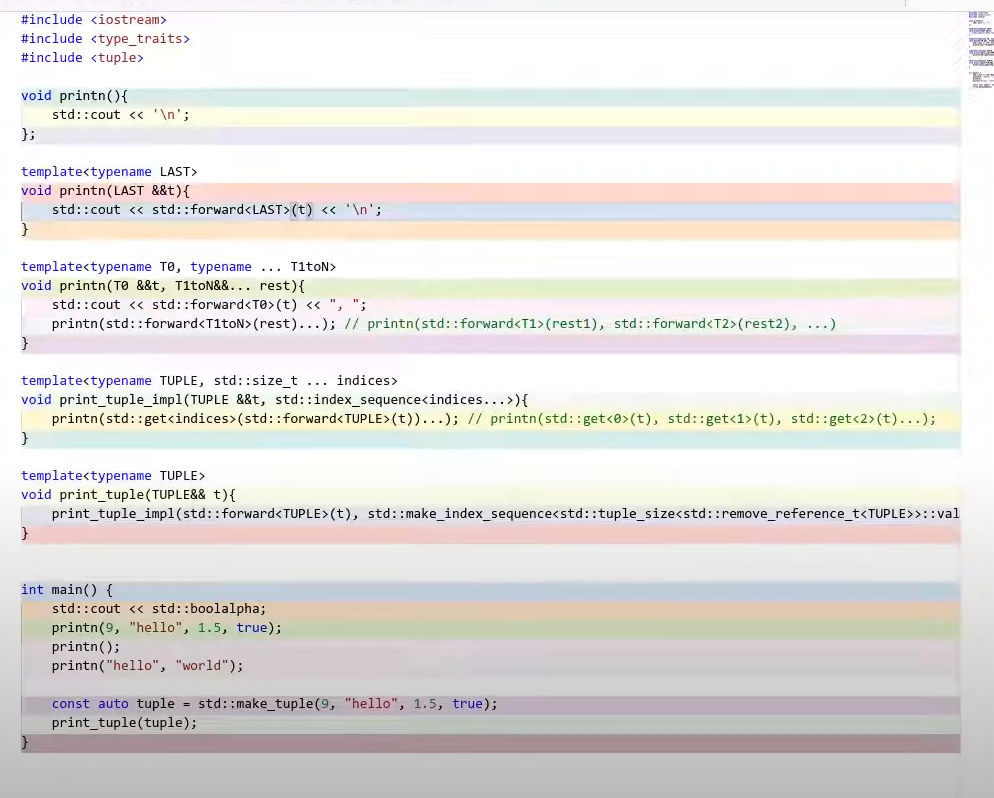 #include <iostream>
#include <type_traits>
#include <tuple>
void printn(){
    std::cout << '\n';
};
template<typename LAST>
void printn(LAST &&t){
    std::cout << std::forward<LAST>(t) << '\n';
}
template<typename T0, typename ... T1toN>
void printn(T0 &&t, T1toN&&... rest){
    std::cout << std::forward<T0>(t) << ", ";
    printn(std::forward<T1toN>(rest)...); // printn(std::forward<T1>(rest1), std::forward<T2>(rest2), ...)
}
template<typename TUPLE, std::size_t ... indices>
void print_tuple_impl(TUPLE &&t, std::index_sequence<indices...>){
    printn(std::get<indices>(std::forward<TUPLE>(t))...); // printn(std::get<0>(t), std::get<1>(t), std::get<2>(t)...);
}
template<typename TUPLE>
void print_tuple(TUPLE&& t){
    print_tuple_impl(std::forward<TUPLE>(t), std::make_index_sequence<std::tuple_size<std::remove_reference_t<TUPLE>>::val
}
int main() {
    std::cout << std::boolalpha;
    printn(9, "hello", 1.5, true);
    printn();
    printn("hello", "world");
    const auto tuple = std::make_tuple(9, "hello", 1.5, true);
    print_tuple(tuple);
}